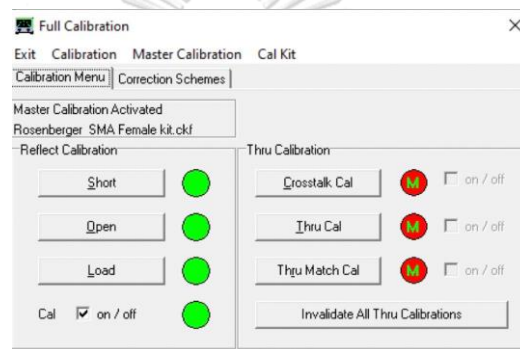 Full Calibration
Exit Calibration Master Calibration Cal Kit
Calibration Menu Correction Schemes
Master Calibration Activated
Rosenberger SMA Female kit.ckf
Reflect Calibration
Short
Open
Load
Cal on / off
Thru Calibration
Crosstalk Cal M on / off
Thru Cal M on / off
Thru Match Cal M on / off
Invalidate All Thru Calibrations